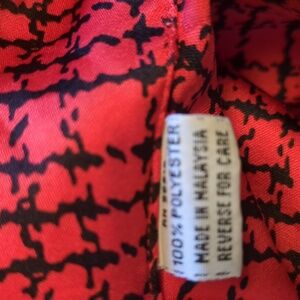 100% POLYESTER
MADE IN MALAYSIA
REVERSE FOR CARE